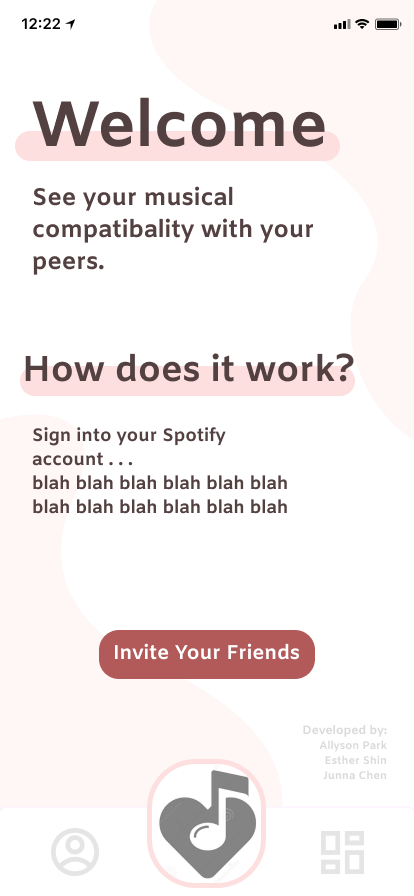 12:22
Welcome
See your musical
compatibality with your
peers.
How does it work?
Sign into your Spotify
account . . .
blah blah blah blah blah blah
blah blah blah blah blah blah
Invite Your Friends
Developed by:
Allyson Park
Esther Shin
Junna Chen